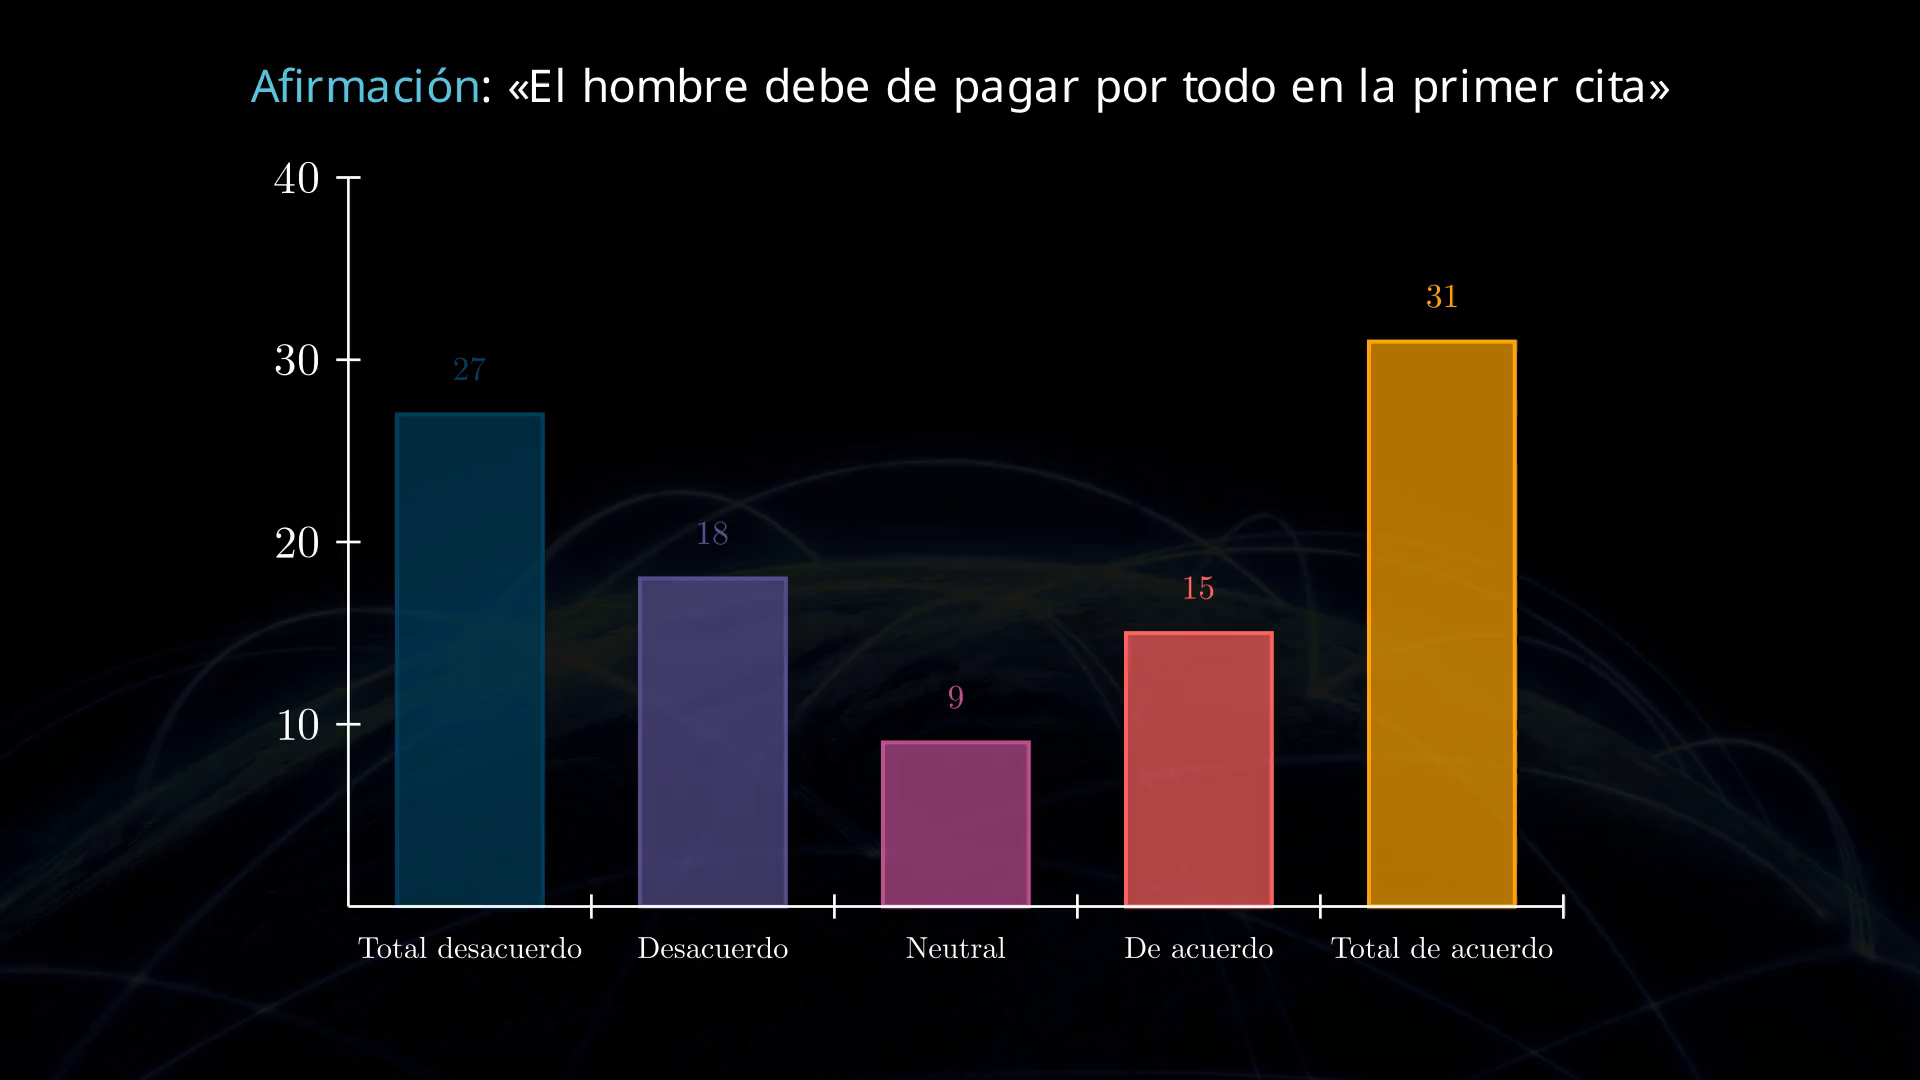 Afirmación: «El hombre debe de pagar por todo en la primer cita»
40
30
20
10
27
18
9
15
31
Total desacuerdo
Desacuerdo
Neutral
De acuerdo
Total de acuerdo